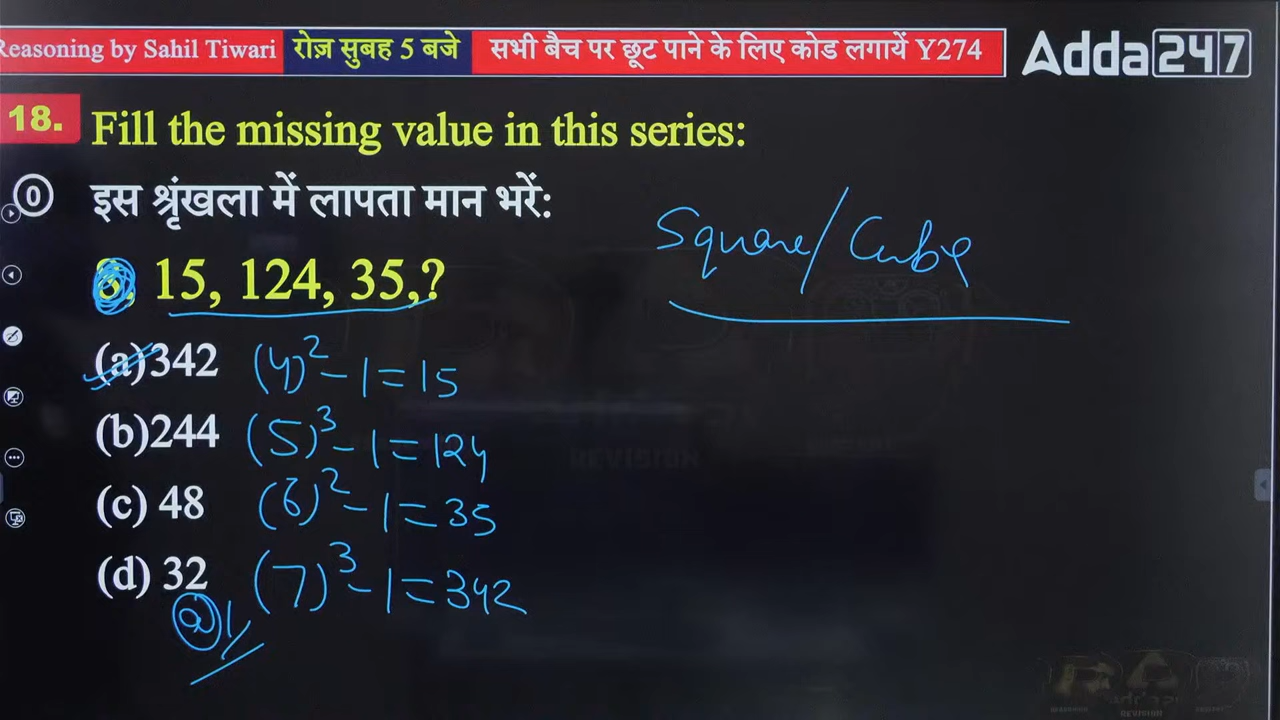 Reasoning by Sahil Tiwari रोज़ सुबह 5 बजे सभी बैच पर छूट पाने के लिए कोड लगायें Y274 Adda247
18. Fill the missing value in this series:
0 इस श्रृंखला में लापता मान भरें:
Square/Cube
15, 124, 35,?
(a)342 (4)² - 1 = 15
(b)244 (5)³ - 1 = 124
(c) 48 (6)² - 1 = 35
(d) 32 (7)³ - 1 = 342
a
REVISION